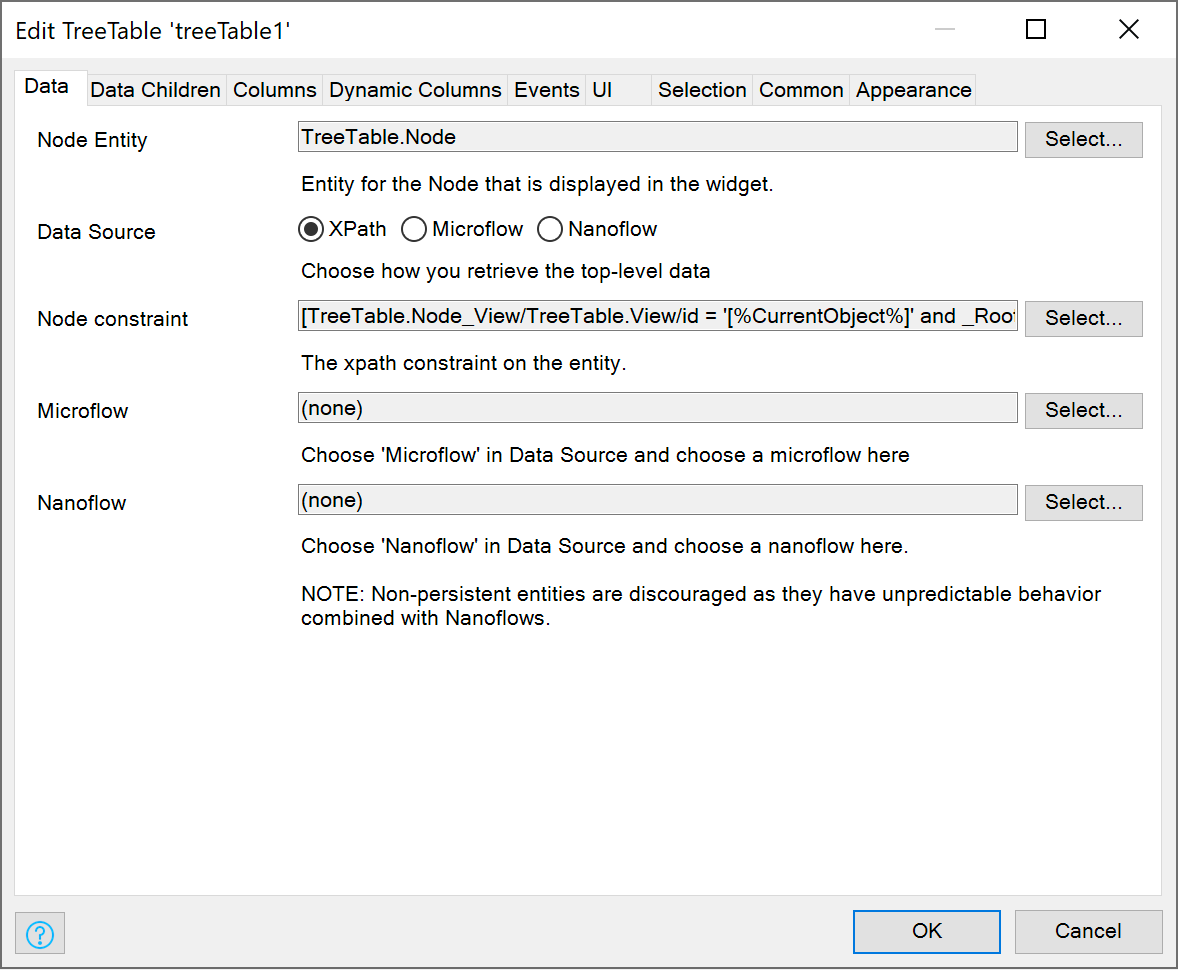 Edit TreeTable 'treeTable1'
Data Data Children Columns Dynamic Columns Events UI Selection Common Appearance
Node Entity TreeTable.Node Select...
Entity for the Node that is displayed in the widget.
Data Source XPath Microflow Nanoflow
Choose how you retrieve the top-level data
Node constraint [TreeTable.Node_View/TreeTable.View/id = '[%CurrentObject%]' and _Root Select...
The xpath constraint on the entity.
Microflow (none) Select...
Choose 'Microflow' in Data Source and choose a microflow here
Nanoflow (none) Select...
Choose 'Nanoflow' in Data Source and choose a nanoflow here.
NOTE: Non-persistent entities are discouraged as they have unpredictable behavior
combined with Nanoflows.
? OK Cancel